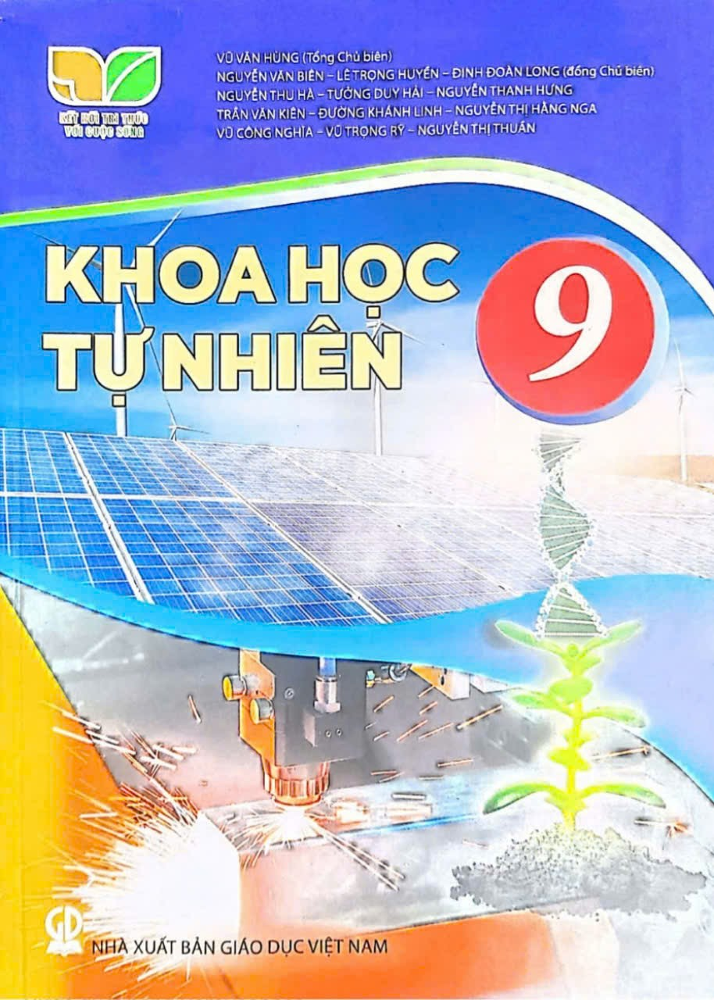 VŨ VĂN HÙNG (Tổng Chủ biên)
NGUYỄN VĂN BIÊN – LÊ TRỌNG HUYỀN – ĐINH ĐOÀN LONG (đồng Chủ biên)
NGUYỄN THU HÀ – TƯỞNG DUY HẢI – NGUYỄN THANH HƯNG
TRẦN VĂN KIÊN – ĐƯỜNG KHÁNH LINH – NGUYỄN THỊ HẰNG NGA
VŨ CÔNG NGHĨA – VŨ TRỌNG RỸ – NGUYỄN THỊ THUẦN
KẾT NỐI TRI THỨC
VỚI CUỘC SỐNG
KHOA HỌC
TỰ NHIÊN
9
GD
NHÀ XUẤT BẢN GIÁO DỤC VIỆT NAM